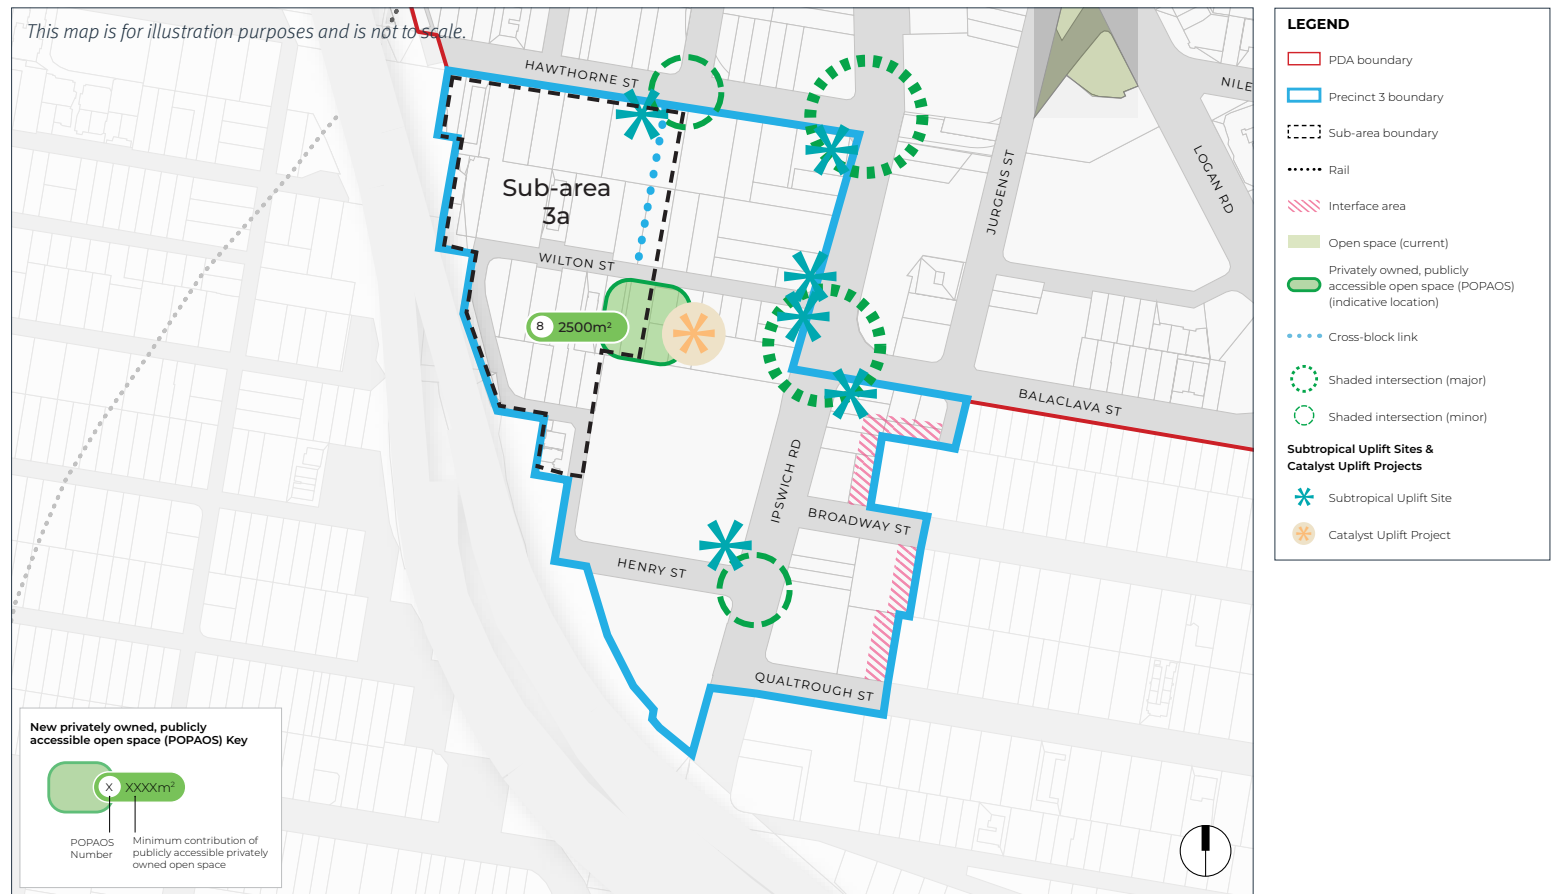 This map is for illustration purposes and is not to scale.
HAWTHORNE ST
NILE
LOGAN RD
JURGENS ST
Sub-area
3a
WILTON ST
8 2500m²
BALACLAVA ST
IPSWICH RD
BROADWAY ST
HENRY ST
QUALTROUGH ST
New privately owned, publicly
accessible open space (POPAOS) Key
X XXXXm²
POPAOS
Number
Minimum contribution of
publicly accessible privately
owned open space
LEGEND
PDA boundary
Precinct 3 boundary
Sub-area boundary
Rail
Interface area
Open space (current)
Privately owned, publicly
accessible open space (POPAOS)
(indicative location)
Cross-block link
Shaded intersection (major)
Shaded intersection (minor)
Subtropical Uplift Sites &
Catalyst Uplift Projects
Subtropical Uplift Site
Catalyst Uplift Project